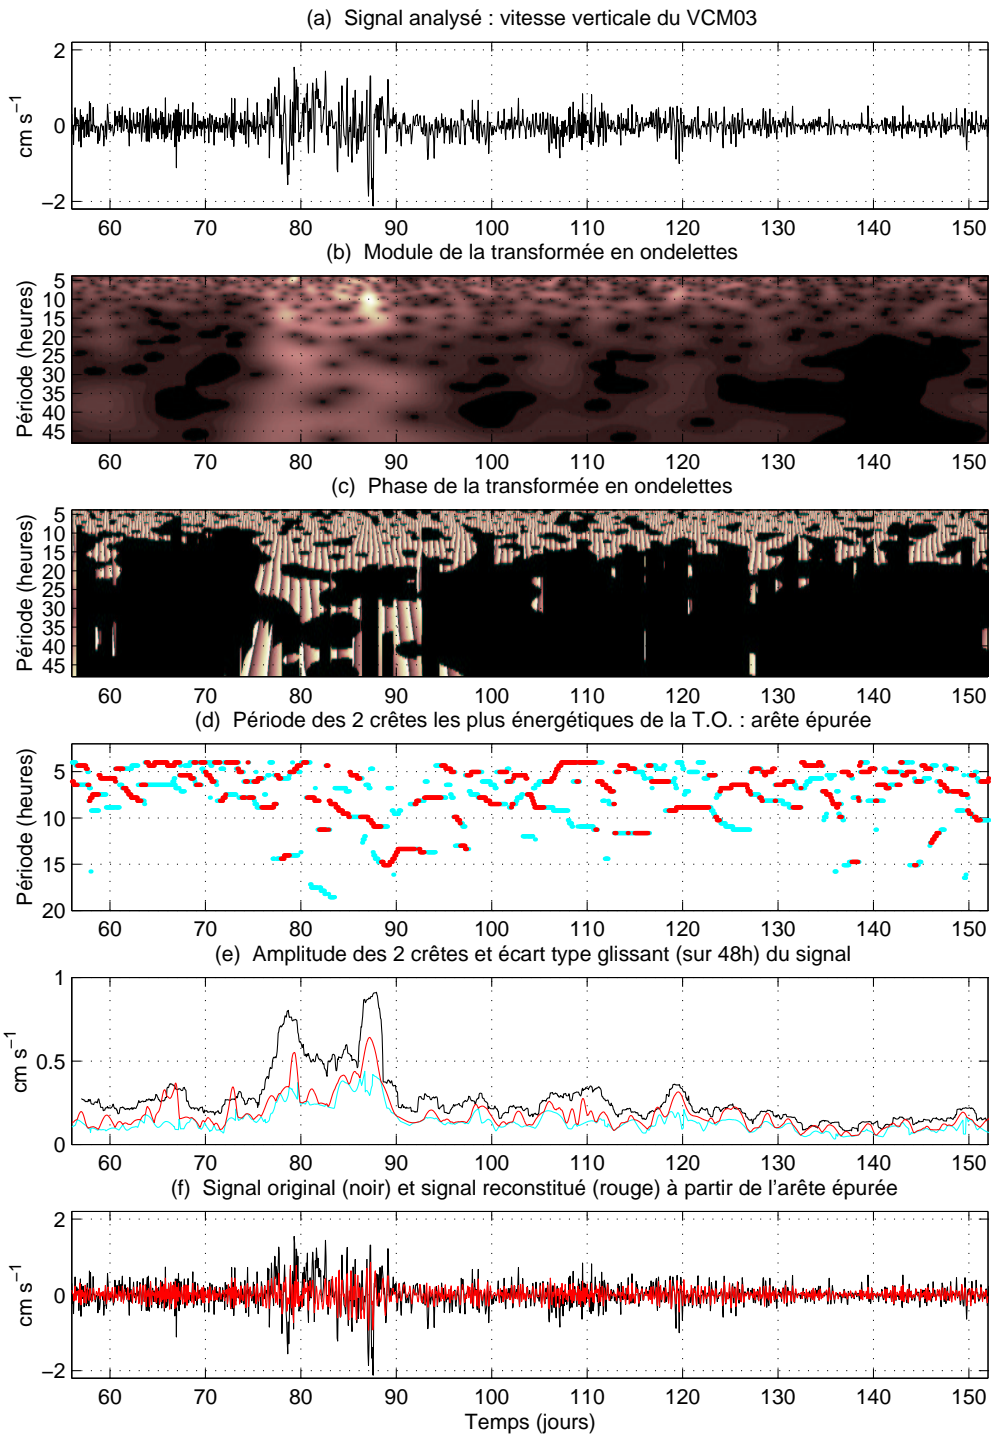 (a) Signal analysé : vitesse verticale du VCM03
2
0
−2
cm s−1
60 70 80 90 100 110 120 130 140 150
(b) Module de la transformée en ondelettes
5
10
15
20
25
30
35
40
45
Période (heures)
60 70 80 90 100 110 120 130 140 150
(c) Phase de la transformée en ondelettes
5
10
15
20
25
30
35
40
45
Période (heures)
60 70 80 90 100 110 120 130 140 150
(d) Période des 2 crêtes les plus énergétiques de la T.O. : arête épurée
5
10
15
20
Période (heures)
60 70 80 90 100 110 120 130 140 150
(e) Amplitude des 2 crêtes et écart type glissant (sur 48h) du signal
1
0.5
0
cm s−1
60 70 80 90 100 110 120 130 140 150
(f) Signal original (noir) et signal reconstitué (rouge) à partir de l'arête épurée
2
0
−2
cm s−1
60 70 80 90 100 110 120 130 140 150
Temps (jours)